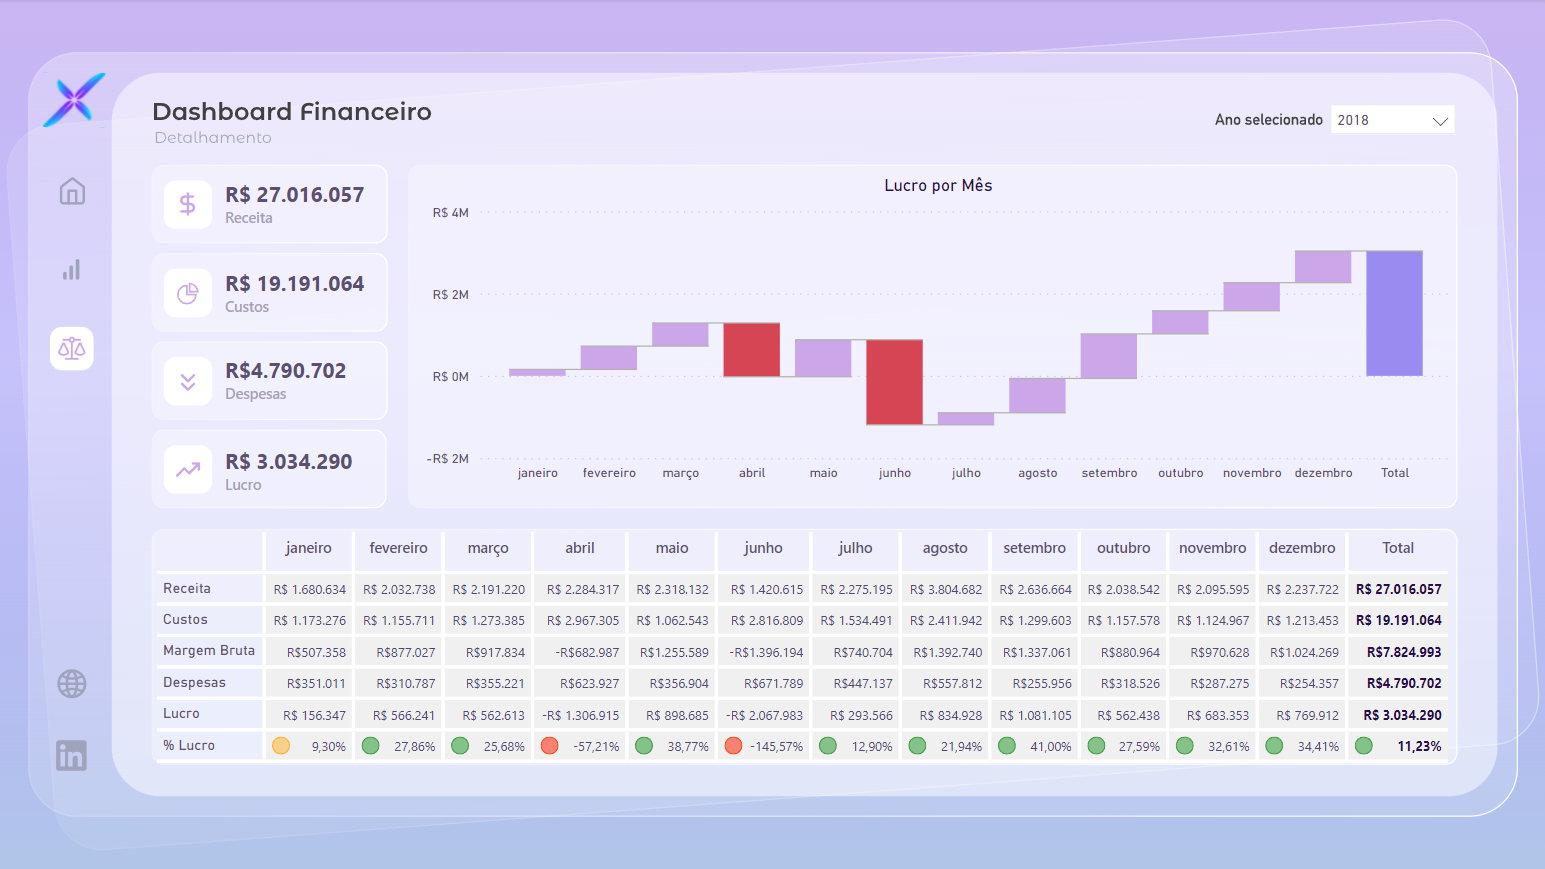 Dashboard Financeiro
Detalhamento
Ano selecionado 2018
R$ 27.016.057
Receita
R$ 19.191.064
Custos
R$4.790.702
Despesas
R$ 3.034.290
Lucro
Lucro por Mês
R$ 4M
R$ 2M
R$ 0M
-R$ 2M
janeiro fevereiro março abril maio junho julho agosto setembro outubro novembro dezembro Total
janeiro fevereiro março abril maio junho julho agosto setembro outubro novembro dezembro Total
Receita R$ 1.680.634 R$ 2.032.738 R$ 2.191.220 R$ 2.284.317 R$ 2.318.132 R$ 1.420.615 R$ 2.275.195 R$ 3.804.682 R$ 2.636.664 R$ 2.038.542 R$ 2.095.595 R$ 2.237.722 R$ 27.016.057
Custos R$ 1.173.276 R$ 1.155.711 R$ 1.273.385 R$ 2.967.305 R$ 1.062.543 R$ 2.816.809 R$ 1.534.491 R$ 2.411.942 R$ 1.299.603 R$ 1.157.578 R$ 1.124.967 R$ 1.213.453 R$ 19.191.064
Margem Bruta R$507.358 R$877.027 R$917.834 -R$682.987 R$1.255.589 -R$1.396.194 R$740.704 R$1.392.740 R$1.337.061 R$880.964 R$970.628 R$1.024.269 R$7.824.993
Despesas R$351.011 R$310.787 R$355.221 R$623.927 R$356.904 R$671.789 R$447.137 R$557.812 R$255.956 R$318.526 R$287.275 R$254.357 R$4.790.702
Lucro R$ 156.347 R$ 566.241 R$ 562.613 -R$ 1.306.915 R$ 898.685 -R$ 2.067.983 R$ 293.566 R$ 834.928 R$ 1.081.105 R$ 562.438 R$ 683.353 R$ 769.912 R$ 3.034.290
% Lucro 9,30% 27,86% 25,68% -57,21% 38,77% -145,57% 12,90% 21,94% 41,00% 27,59% 32,61% 34,41% 11,23%
in